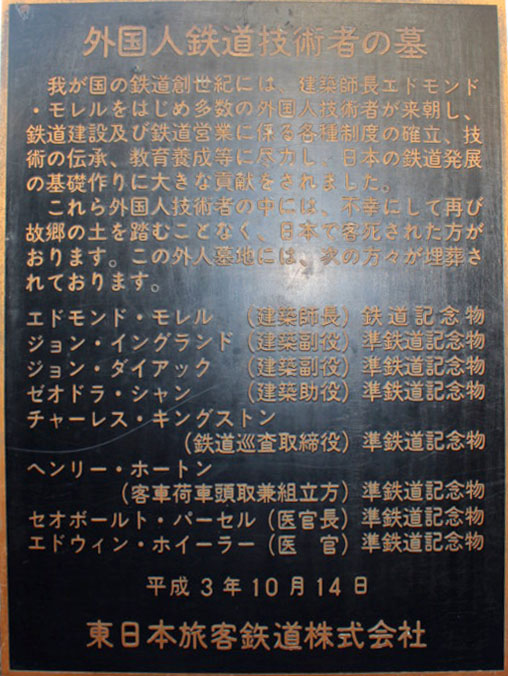 外国人鉄道技術者の墓
我が国の鉄道創世紀には、建築師長エドモンド
・モレルをはじめ多数の外国人技術者が来朝し、
鉄道建設及び鉄道営業に係る各種制度の確立、技
術の伝承、教育養成等に尽力し、日本の鉄道発展
の基礎作りに大きな貢献をされました。
これら外国人技術者の中には、不幸にして再び
故郷の土を踏むことなく、日本で客死された方が
おります。この外人墓地には、次の方々が埋葬さ
れております。
エドモンド・モレル (建築師長) 鉄道記念物
ジョン・イングランド (建築副役) 準鉄道記念物
ジョン・ダイアック (建築副役) 準鉄道記念物
ゼオドラ・シャン (建築助役) 準鉄道記念物
チャーレス・キングストン
(鉄道巡査取締役) 準鉄道記念物
ヘンリー・ホートン
(客車荷車頭取兼組立方) 準鉄道記念物
セオボールト・パーセル (医官長) 準鉄道記念物
エドウィン・ホイーラー (医 官) 準鉄道記念物
平成3年10月14日
東日本旅客鉄道株式会社